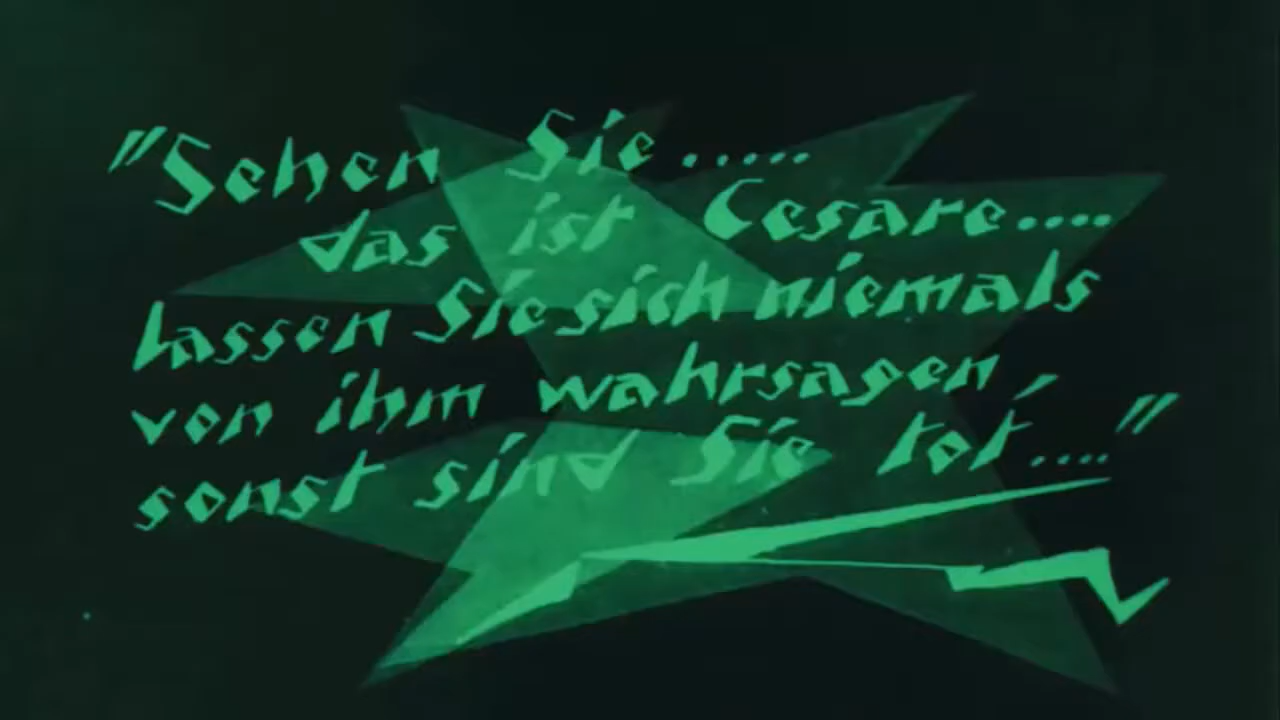 "Sehen Sie .....
das ist Cesare....
lassen Sie sich niemals
von ihm wahrsagen,
sonst sind Sie tot ...."